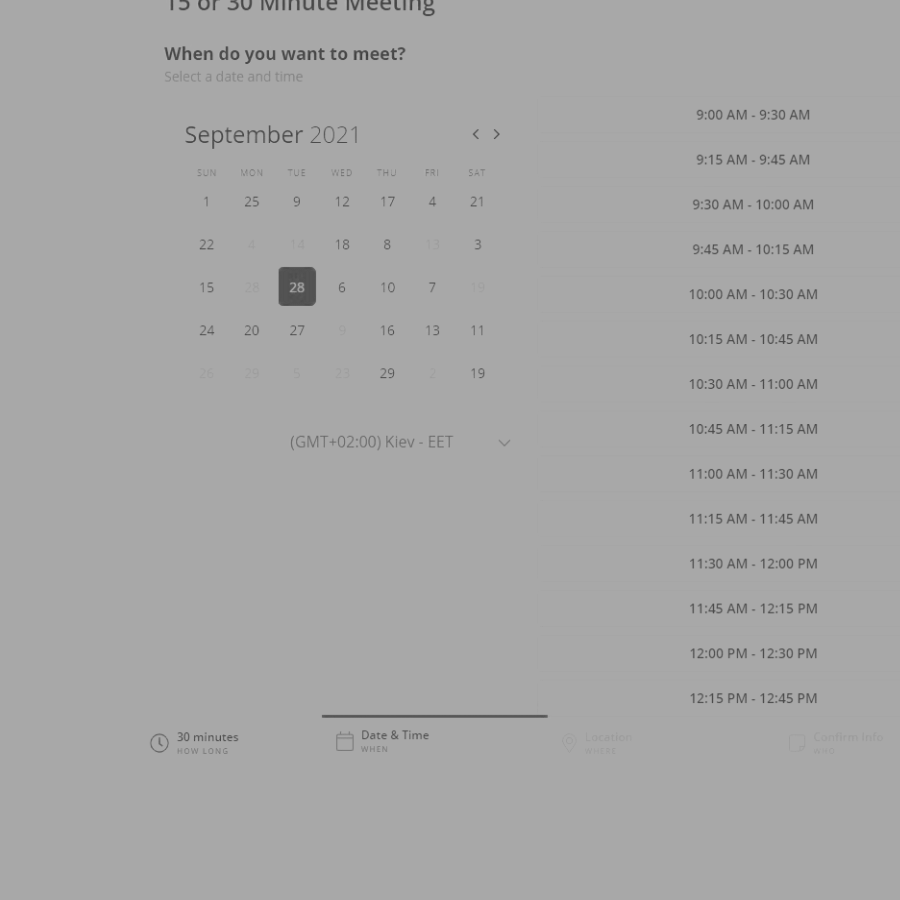 15 or 30 Minute Meeting
When do you want to meet?
Select a date and time
September 2021
SUN MON TUE WED THU FRI SAT
1 25 9 12 17 4 21
22 4 14 18 8 13 3
15 28 28 6 10 7 19
24 20 27 9 16 13 11
26 29 5 23 29 2 19
(GMT+02:00) Kiev - EET
9:00 AM - 9:30 AM
9:15 AM - 9:45 AM
9:30 AM - 10:00 AM
9:45 AM - 10:15 AM
10:00 AM - 10:30 AM
10:15 AM - 10:45 AM
10:30 AM - 11:00 AM
10:45 AM - 11:15 AM
11:00 AM - 11:30 AM
11:15 AM - 11:45 AM
11:30 AM - 12:00 PM
11:45 AM - 12:15 PM
12:00 PM - 12:30 PM
12:15 PM - 12:45 PM
30 minutes
HOW LONG
Date & Time
WHEN
Location
WHERE
Confirm Info
WHO